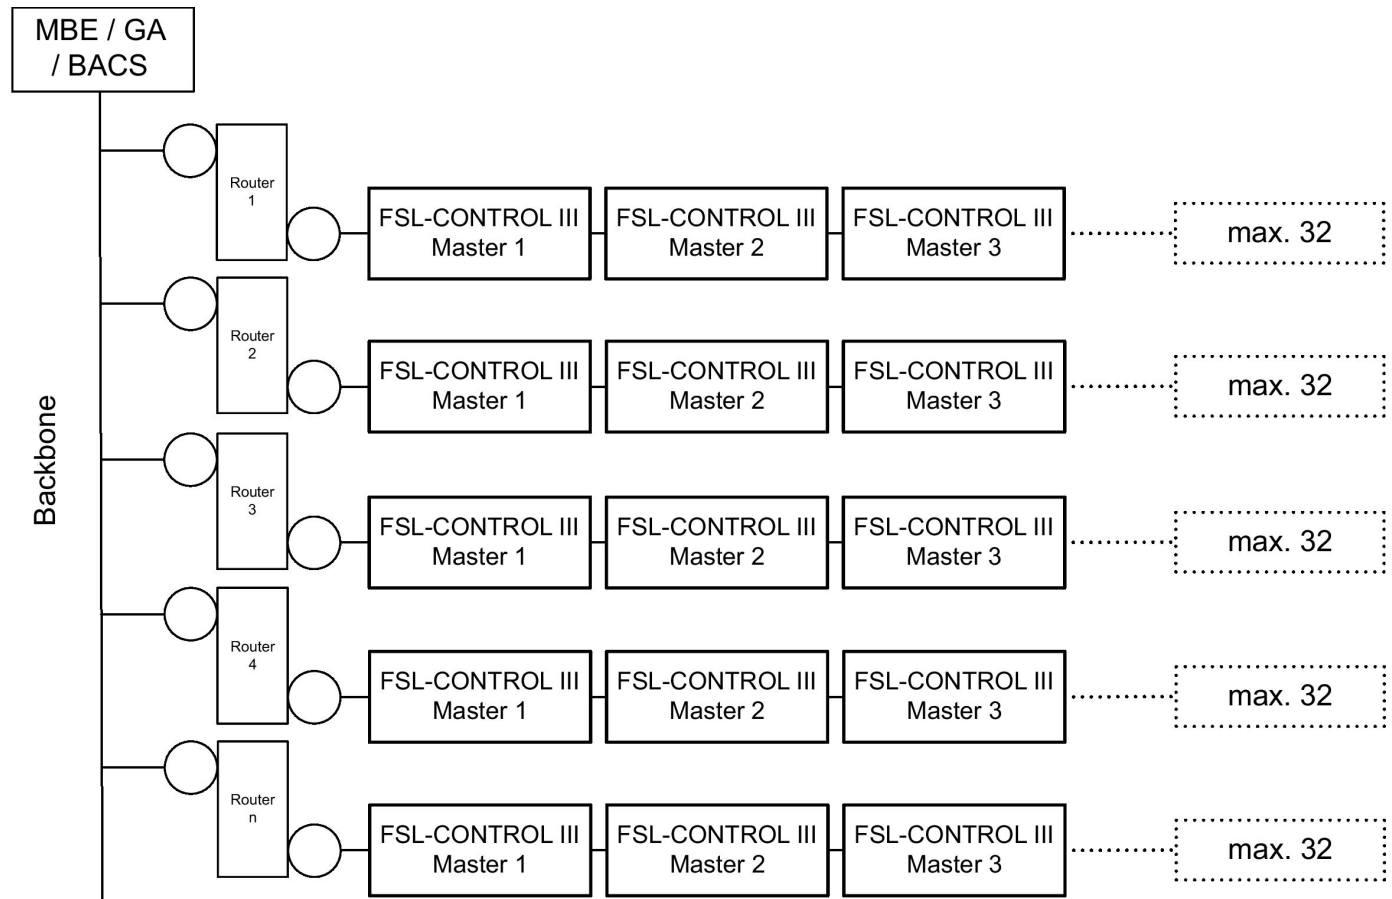 MBE / GA
/ BACS
Backbone
Router
1
FSL-CONTROL III
Master 1
FSL-CONTROL III
Master 2
FSL-CONTROL III
Master 3
max. 32
Router
2
FSL-CONTROL III
Master 1
FSL-CONTROL III
Master 2
FSL-CONTROL III
Master 3
max. 32
Router
3
FSL-CONTROL III
Master 1
FSL-CONTROL III
Master 2
FSL-CONTROL III
Master 3
max. 32
Router
4
FSL-CONTROL III
Master 1
FSL-CONTROL III
Master 2
FSL-CONTROL III
Master 3
max. 32
Router
n
FSL-CONTROL III
Master 1
FSL-CONTROL III
Master 2
FSL-CONTROL III
Master 3
max. 32